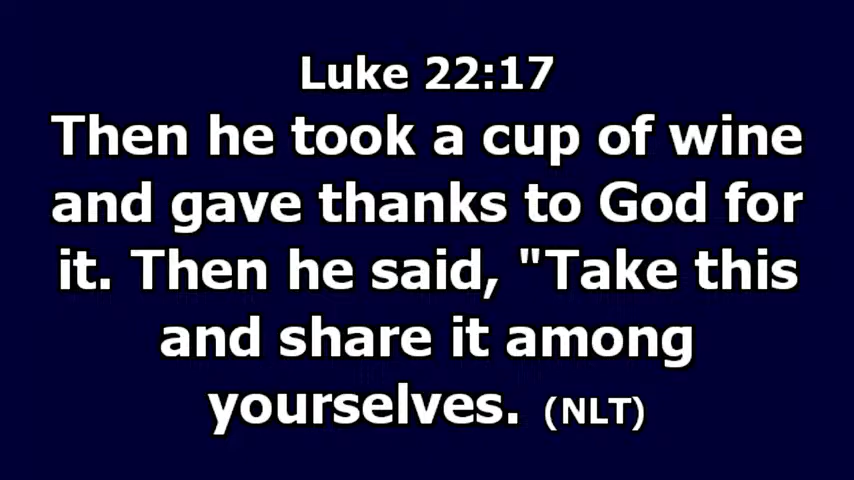 Luke 22:17
Then he took a cup of wine
and gave thanks to God for
it. Then he said, "Take this
and share it among
yourselves. (NLT)